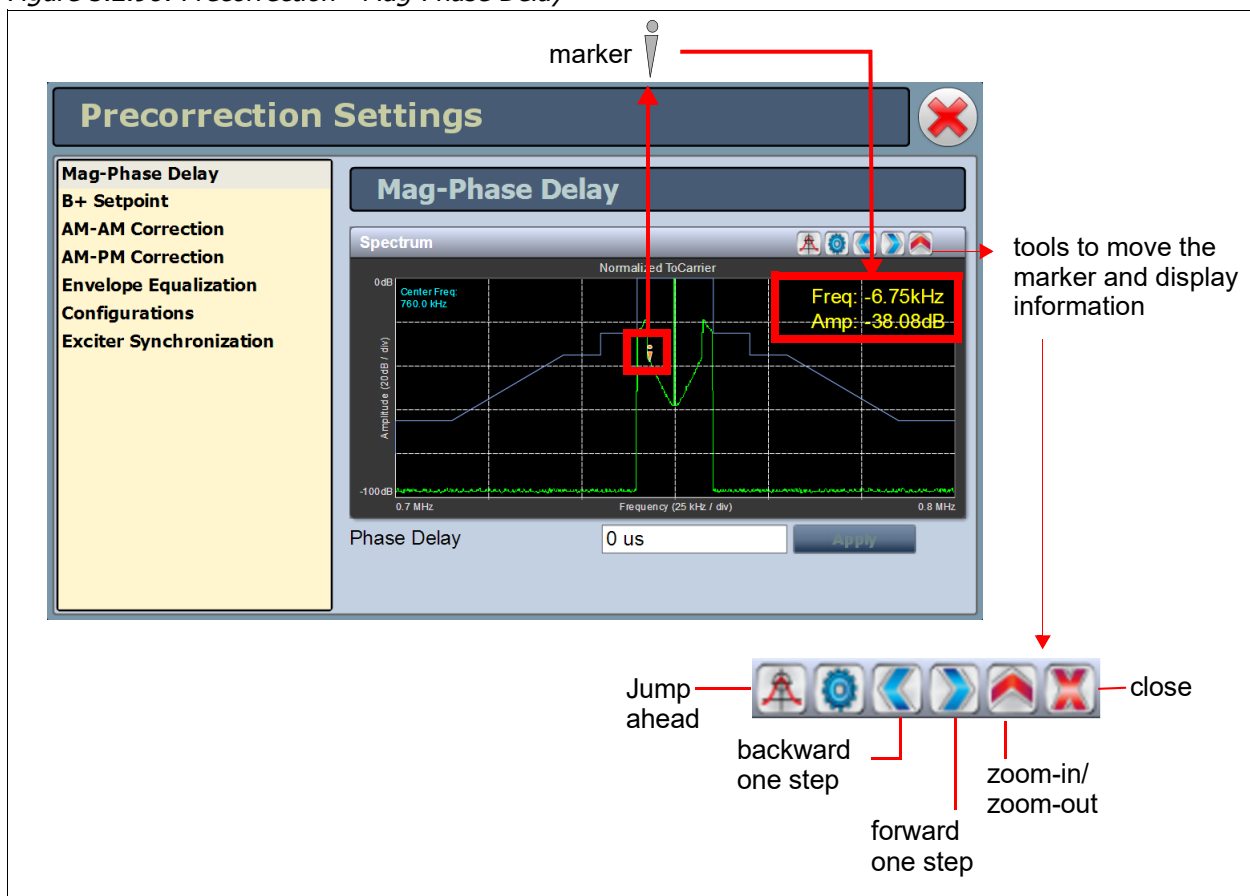 Precorrection - Mag-Phase Delay
marker
Precorrection Settings
Mag-Phase Delay
B+ Setpoint
AM-AM Correction
AM-PM Correction
Envelope Equalization
Configurations
Exciter Synchronization
Mag-Phase Delay
Spectrum
Normalized ToCarrier
0dB
Center Freq:
760.0 kHz
Freq: -6.75kHz
Amp: -38.08dB
Amplitude (20dB / div)
-100dB
0.7 MHz
Frequency (25 kHz / div)
0.8 MHz
Phase Delay
0 us
Apply
tools to move the
marker and display
information
Jump
ahead
close
backward
one step
zoom-in/
zoom-out
forward
one step